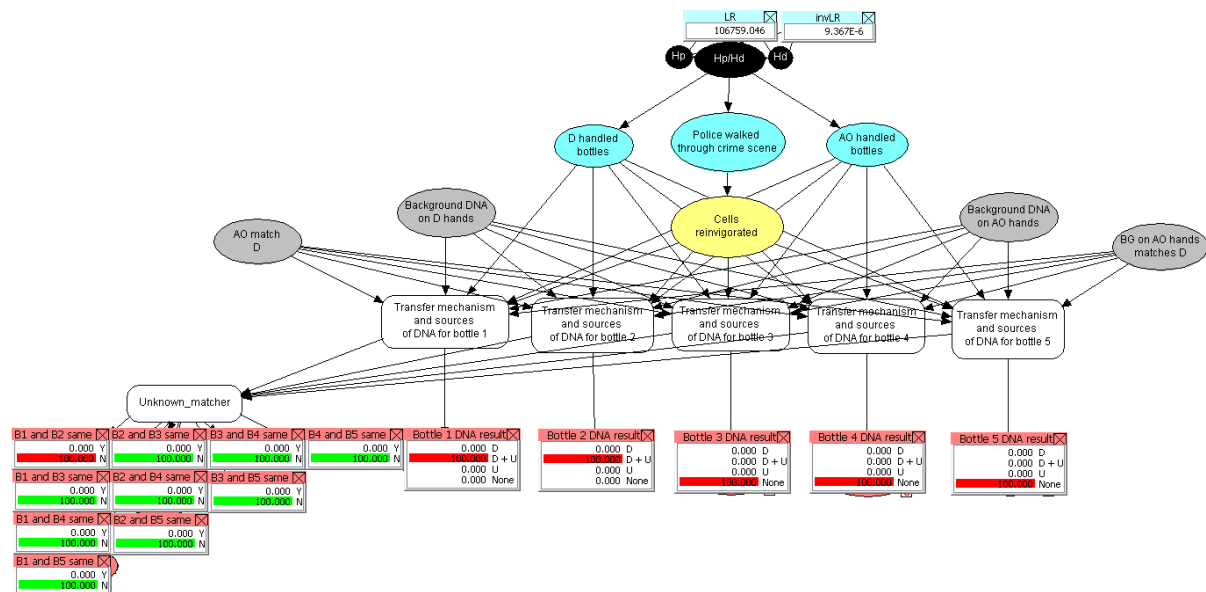 LR
106759.046
invLR
9.367E-6
Hp
Hp/Hd
Hd
D handled
bottles
Police walked
through crime scene
AO handled
bottles
Background DNA
on D hands
Cells
reinvigorated
Background DNA
on AO hands
AO match
D
BG on AO hands
matches D
Transfer mechanism
and sources
of DNA for bottle 1
Transfer mechanism
and sources
of DNA for bottle 2
Transfer mechanism
and sources
of DNA for bottle 3
Transfer mechanism
and sources
of DNA for bottle 4
Transfer mechanism
and sources
of DNA for bottle 5
Unknown_matcher
B1 and B2 same
0.000 Y
100.000 N
B2 and B3 same
0.000 Y
100.000 N
B3 and B4 same
0.000 Y
100.000 N
B4 and B5 same
0.000 Y
100.000 N
Bottle 1 DNA result
0.000 D
100.000 D + U
0.000 U
0.000 None
Bottle 2 DNA result
0.000 D
100.000 D + U
0.000 U
0.000 None
Bottle 3 DNA result
0.000 D
0.000 D + U
0.000 U
100.000 None
Bottle 4 DNA result
0.000 D
0.000 D + U
0.000 U
100.000 None
Bottle 5 DNA result
0.000 D
0.000 D + U
0.000 U
100.000 None
B1 and B3 same
0.000 Y
100.000 N
B2 and B4 same
0.000 Y
100.000 N
B3 and B5 same
0.000 Y
100.000 N
B1 and B4 same
0.000 Y
100.000 N
B2 and B5 same
0.000 Y
100.000 N
B1 and B5 same
0.000 Y
100.000 N